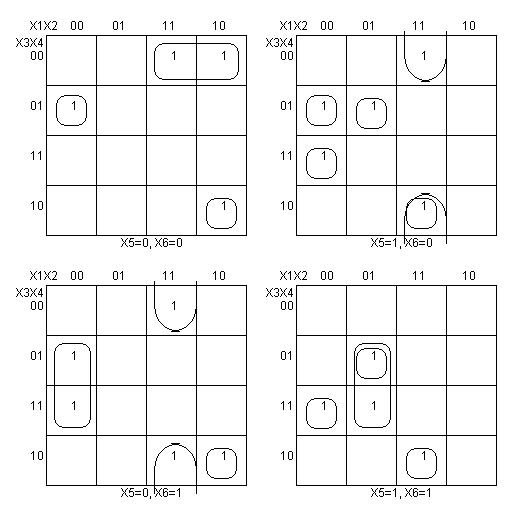 X1X2 00 01 11 10
X3X4
00 1 1
01 1
11
10 1
X5=0, X6=0
X1X2 00 01 11 10
X3X4
00 1
01 1 1
11 1
10 1
X5=1, X6=0
X1X2 00 01 11 10
X3X4
00 1
01 1
11 1
10 1 1
X5=0, X6=1
X1X2 00 01 11 10
X3X4
00
01 1
11 1 1
10 1
X5=1, X6=1